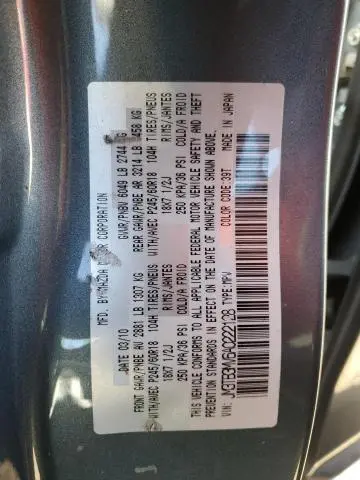 MFD. BY MAZDA MOTOR CORPORATION
DATE 03/10 GVWR/PNBV 6049 LB 2744 KG
FRONT GAWR/PNBE AV 2881 LB 1307 KG REAR GAWR/PNBE AR 3214 LB 1458 KG
WITH/AVEC P245/60R18 104H TIRES/PNEUS WITH/AVEC P245/60R18 104H TIRES/PNEUS
18X7 1/2J RIMS/JANTES 18X7 1/2J RIMS/JANTES
250 KPA/36 PSI COLD/A FROID 250 KPA/36 PSI COLD/A FROID
THIS VEHICLE CONFORMS TO ALL APPLICABLE FEDERAL MOTOR VEHICLE SAFETY AND THEFT
PREVENTION STANDARDS IN EFFECT ON THE DATE OF MANUFACTURE SHOWN ABOVE.
TYPE:MPV COLOR CODE:39T MADE IN JAPAN
VIN: